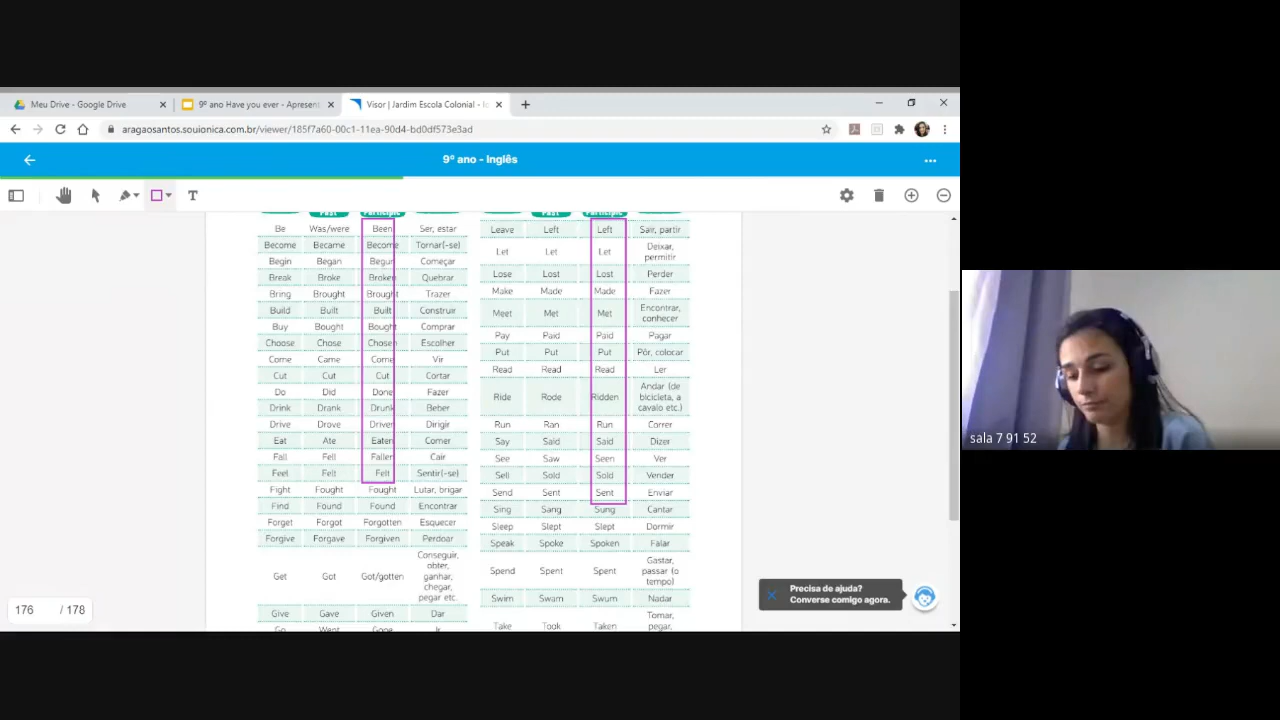 Meu Drive - Google Drive
9º ano Have you ever - Apresent
Visor | Jardim Escola Colonial - Io
aragaosantos.souionica.com.br/viewer/185f7a60-00c1-11ea-90d4-bd0df573e3ad
9º ano - Inglês
T
Past Participle Past Participle
Be Was/were Been Ser, estar
Become Became Become Tornar(-se)
Begin Began Begun Começar
Break Broke Broken Quebrar
Bring Brought Brought Trazer
Build Built Built Construir
Buy Bought Bought Comprar
Choose Chose Chosen Escolher
Come Came Come Vir
Cut Cut Cut Cortar
Do Did Done Fazer
Drink Drank Drunk Beber
Drive Drove Driven Dirigir
Eat Ate Eaten Comer
Fall Fell Fallen Cair
Feel Felt Felt Sentir(-se)
Fight Fought Fought Lutar, brigar
Find Found Found Encontrar
Forget Forgot Forgotten Esquecer
Forgive Forgave Forgiven Perdoar
Get Got Got/gotten Conseguir,
obter,
ganhar,
chegar,
pegar etc.
Give Gave Given Dar
Go Went Gone Ir
Leave Left Left Sair, partir
Let Let Let Deixar,
permitir
Lose Lost Lost Perder
Make Made Made Fazer
Meet Met Met Encontrar,
conhecer
Pay Paid Paid Pagar
Put Put Put Pôr, colocar
Read Read Read Ler
Ride Rode Ridden Andar (de
bicicleta, a
cavalo etc.)
Run Ran Run Correr
Say Said Said Dizer
See Saw Seen Ver
Sell Sold Sold Vender
Send Sent Sent Enviar
Sing Sang Sung Cantar
Sleep Slept Slept Dormir
Speak Spoke Spoken Falar
Spend Spent Spent Gastar,
passar (o
tempo)
Swim Swam Swum Nadar
Take Took Taken Tomar,
pegar,
176 / 178
Precisa de ajuda?
Converse comigo agora.
sala 7 91 52